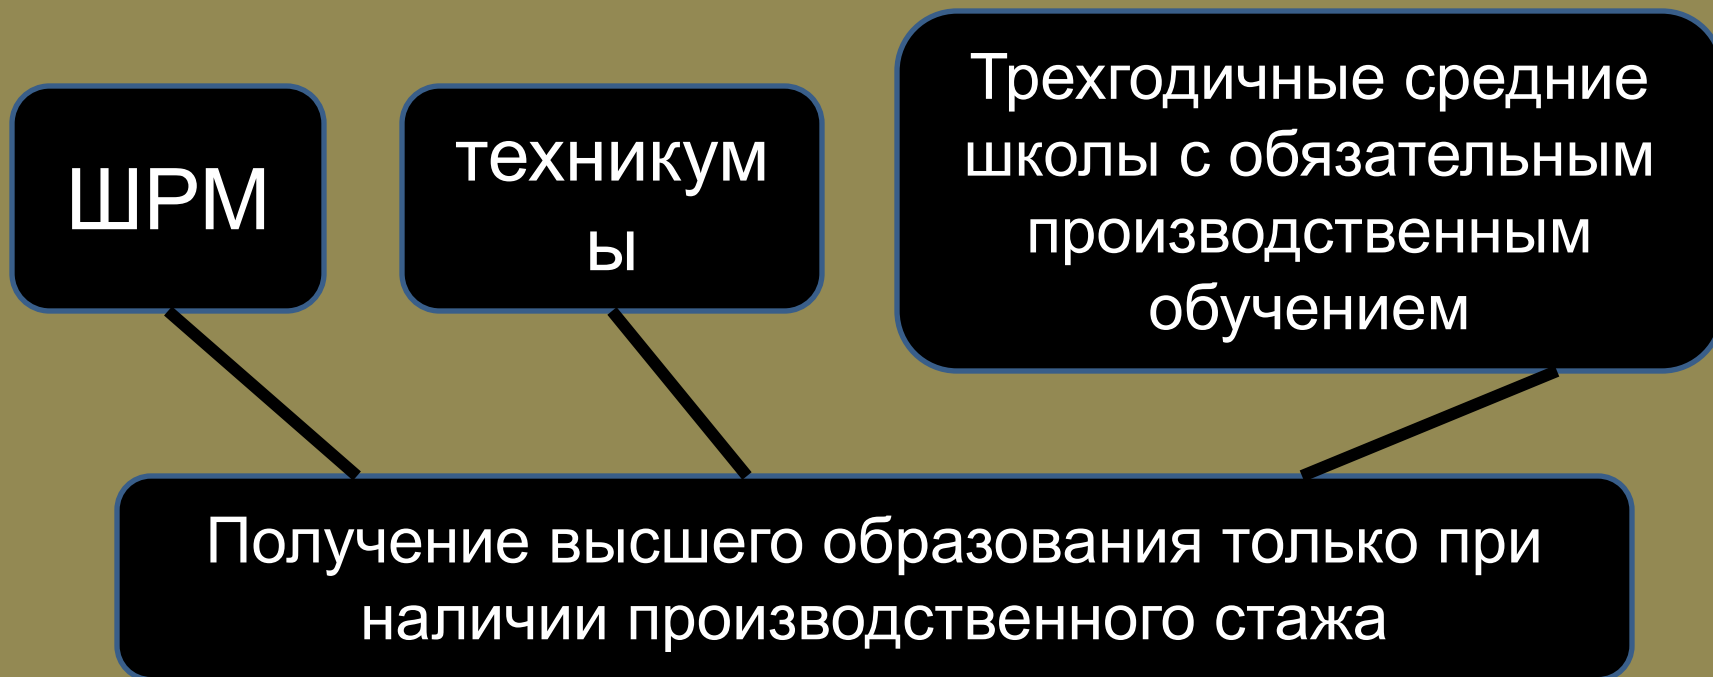 ШРМ
техникум
ы
Трехгодичные средние
школы с обязательным
производственным
обучением
Получение высшего образования только при
наличии производственного стажа